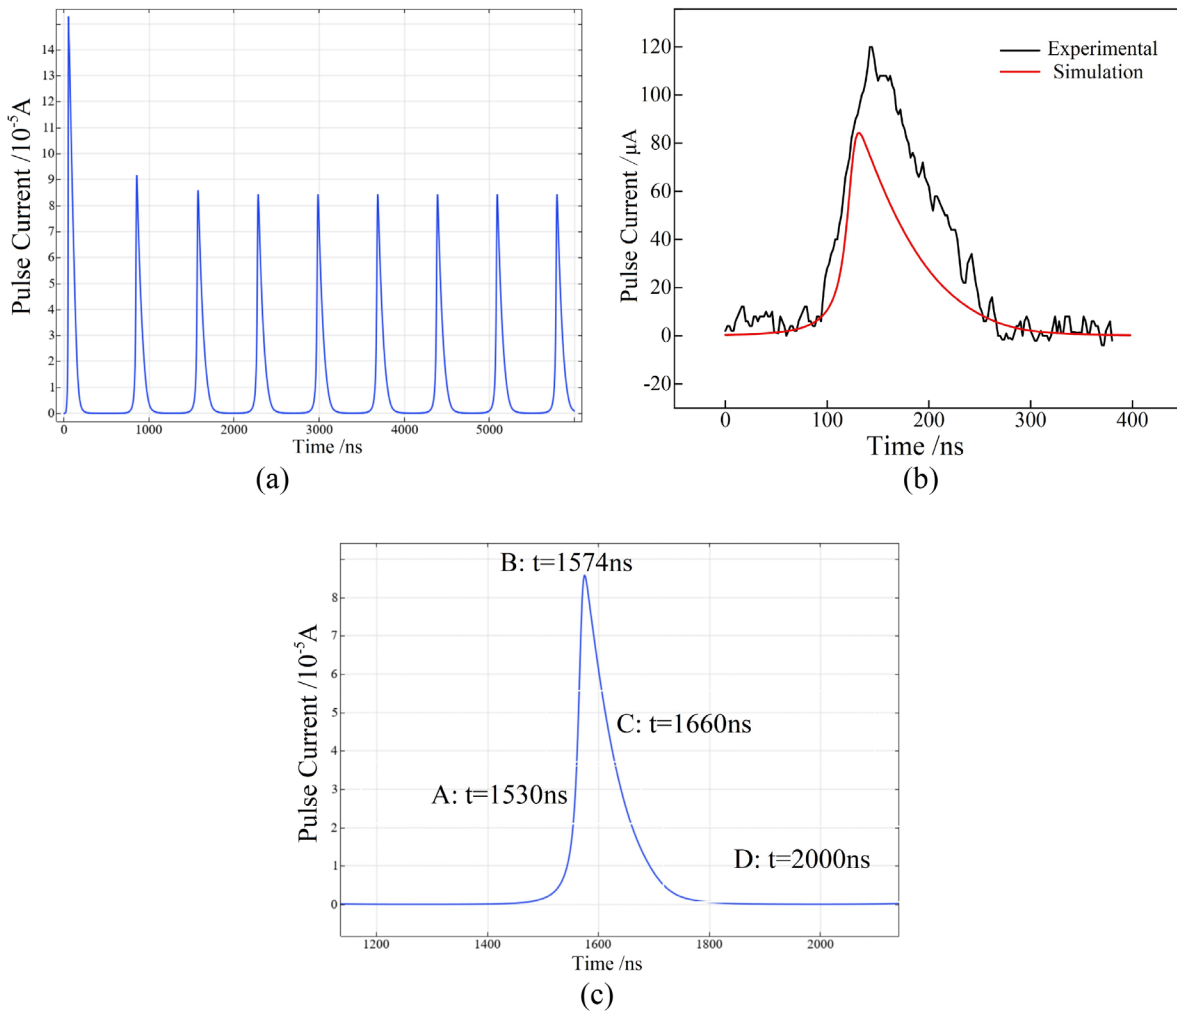 14
13
12
11
10
9
8
7
6
5
4
3
2
1
0
Pulse Current /10⁻⁵A
0 1000 2000 3000 4000 5000
Time /ns
(a)
120
100
80
60
40
20
0
-20
Pulse Current /μA
Experimental
Simulation
0 100 200 300 400
Time /ns
(b)
B: t=1574ns
8
7
6
5
4
3
2
1
0
Pulse Current /10⁻⁵A
C: t=1660ns
A: t=1530ns
D: t=2000ns
1200 1400 1600 1800 2000
Time /ns
(c)